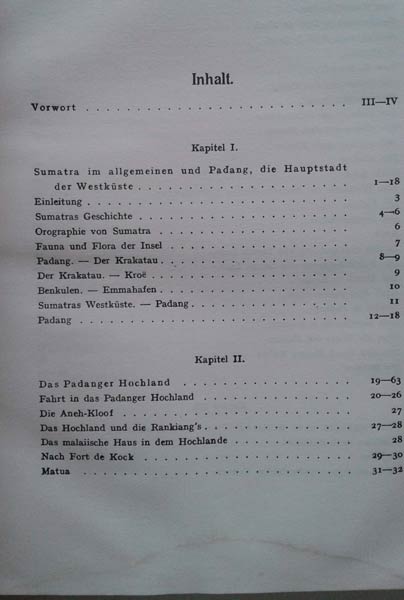 Inhalt.
Vorwort . . . . . . . . . . . . . . . . . . . . . . . . III—IV
Kapitel I.
Sumatra im allgemeinen und Padang, die Hauptstadt
der Westküste . . . . . . . . . . . . . . . . . . 1—18
Einleitung . . . . . . . . . . . . . . . . . . . . . . 3
Sumatras Geschichte . . . . . . . . . . . . . . . . . . 4—6
Orographie von Sumatra . . . . . . . . . . . . . . . . . 6
Fauna und Flora der Insel . . . . . . . . . . . . . . . . 7
Padang. — Der Krakatau . . . . . . . . . . . . . . . . . 8—9
Der Krakatau. — Kroë . . . . . . . . . . . . . . . . . . 9
Benkulen. — Emmahafen . . . . . . . . . . . . . . . . . 10
Sumatras Westküste. — Padang . . . . . . . . . . . . . . 11
Padang . . . . . . . . . . . . . . . . . . . . . . . . 12—18
Kapitel II.
Das Padanger Hochland . . . . . . . . . . . . . . . . . 19—63
Fahrt in das Padanger Hochland . . . . . . . . . . . . . 20—26
Die Aneh-Kloof . . . . . . . . . . . . . . . . . . . . 27
Das Hochland und die Rankiang's . . . . . . . . . . . . . 27—28
Das malaiische Haus in dem Hochlande . . . . . . . . . . . 28
Nach Fort de Kock . . . . . . . . . . . . . . . . . . . 29—30
Matua . . . . . . . . . . . . . . . . . . . . . . . . 31—32